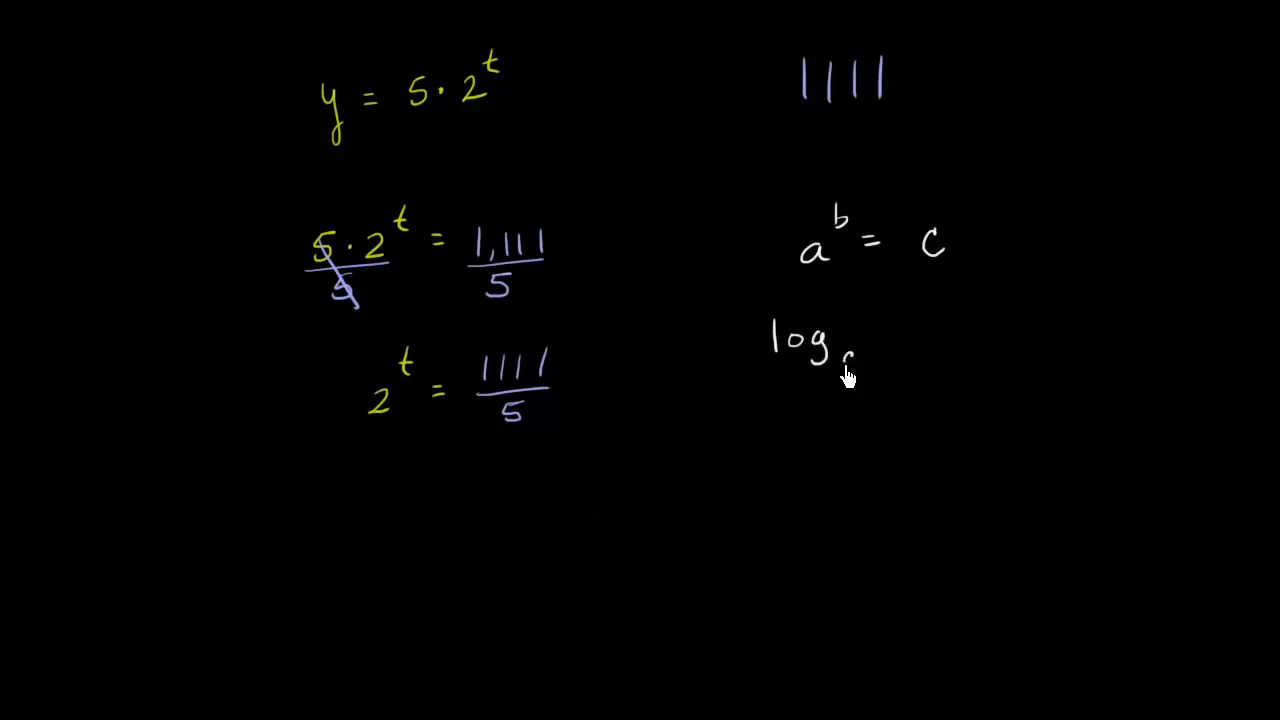 y = 5 · 2^t
1111
5 · 2^t / 5 = 1,111 / 5
a^b = c
2^t = 1111 / 5
log